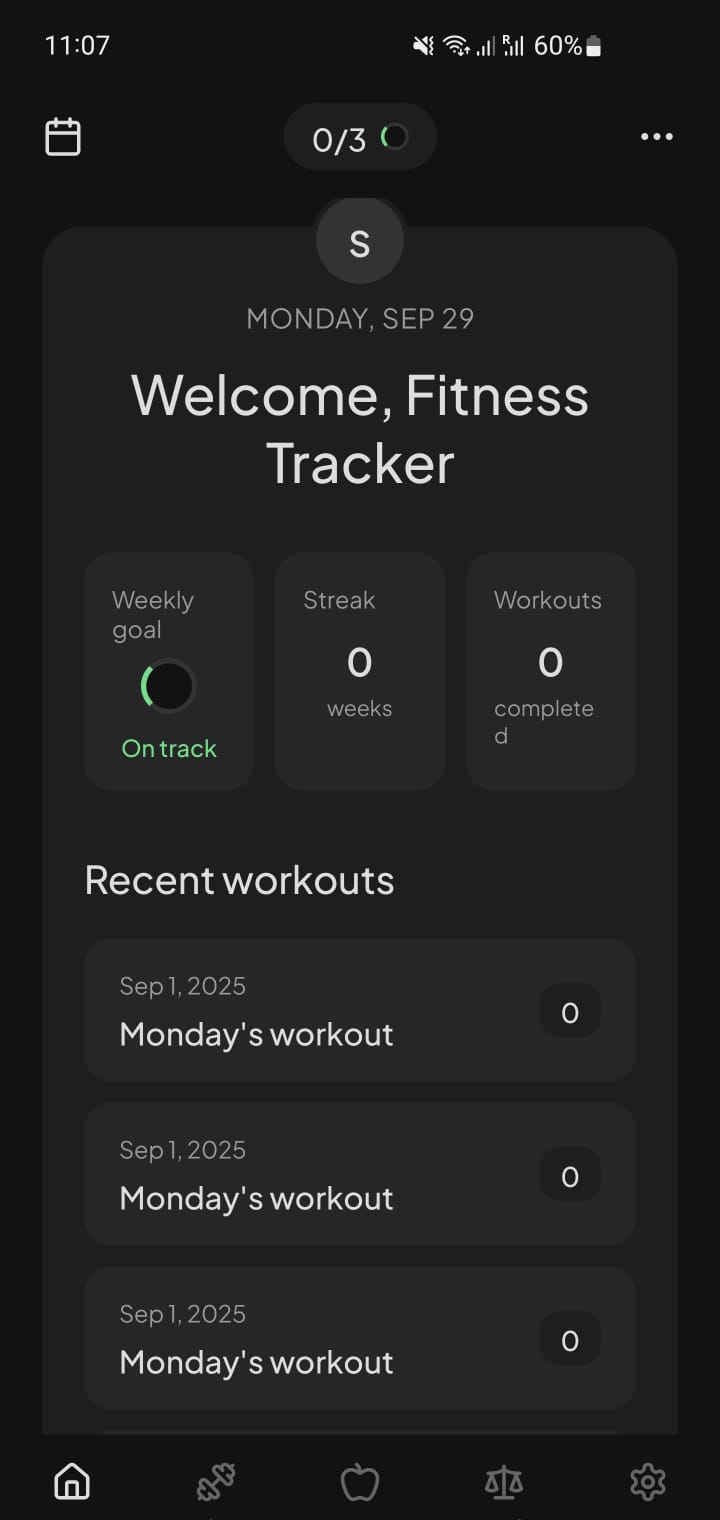 11:07
R
60%
0/3
S
MONDAY, SEP 29
Welcome, Fitness
Tracker
Weekly
goal
On track
Streak
0
weeks
Workouts
0
complete
d
Recent workouts
Sep 1, 2025
Monday's workout
0
Sep 1, 2025
Monday's workout
0
Sep 1, 2025
Monday's workout
0